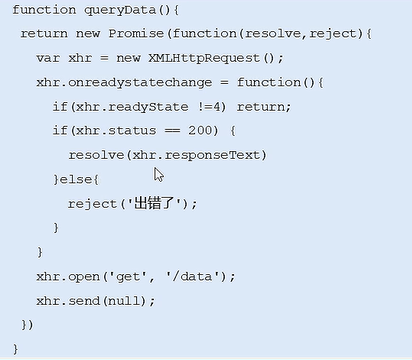 function queryData(){
return new Promise(function(resolve,reject){
var xhr = new XMLHttpRequest();
xhr.onreadystatechange = function(){
if(xhr.readyState !=4) return;
if(xhr.status == 200) {
resolve(xhr.responseText)
}else{
reject('出错了');
}
}
xhr.open('get', '/data');
xhr.send(null);
})
}